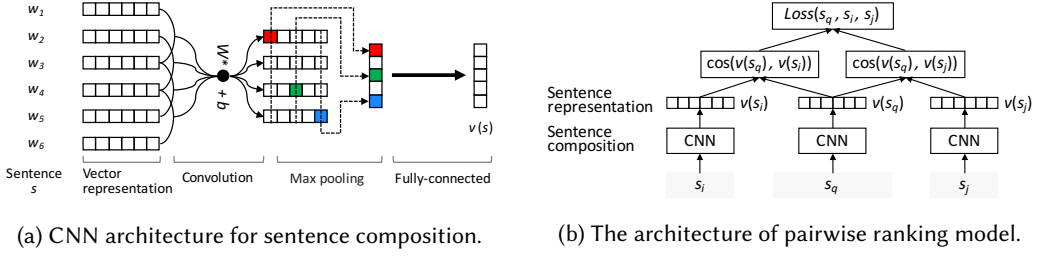 w1
w2
w3
w4
w5
w6
W* + b
v (s)
Sentence s
Vector representation
Convolution
Max pooling
Fully-connected
(a) CNN architecture for sentence composition.
Loss(sq , si , sj)
cos(v(sq) , v(si))
cos(v(sq) , v(sj))
Sentence representation
v(si)
v(sq)
v(sj)
Sentence composition
CNN
CNN
CNN
si
sq
sj
(b) The architecture of pairwise ranking model.